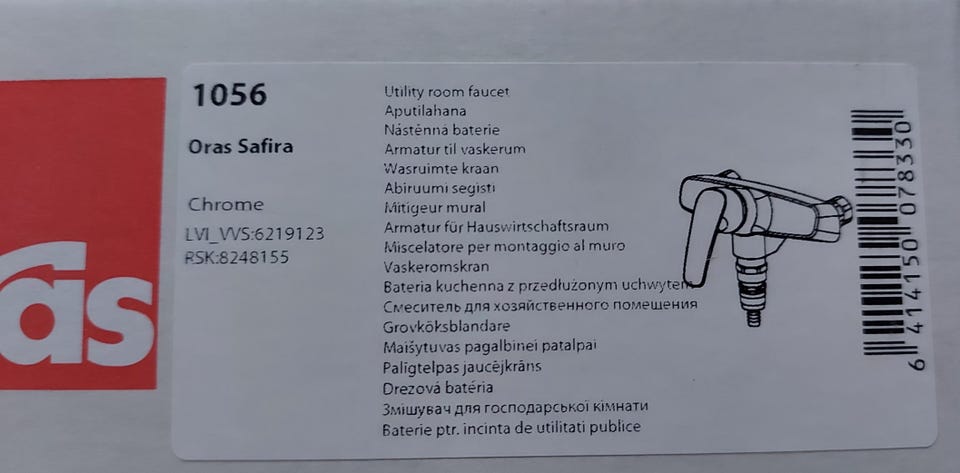 as
1056
Oras Safira
Chrome
LVI_VVS:6219123
RSK:8248155
Utility room faucet
Aputilahana
Nástěnná baterie
Armatur til vaskerum
Wasruimte kraan
Abiruumi segisti
Mitigeur mural
Armatur für Hauswirtschaftsraum
Miscelatore per montaggio al muro
Vaskeromskran
Bateria kuchenna z przedłużonym uchwytem
Смеситель для хозяйственного помещения
Grovköksblandare
Maišytuvas pagalbinei patalpai
Palīgtelpas jaucējkrāns
Drezová batéria
Змішувач для господарської кімнати
Baterie ptr. incinta de utilitati publice
6 414150 078330